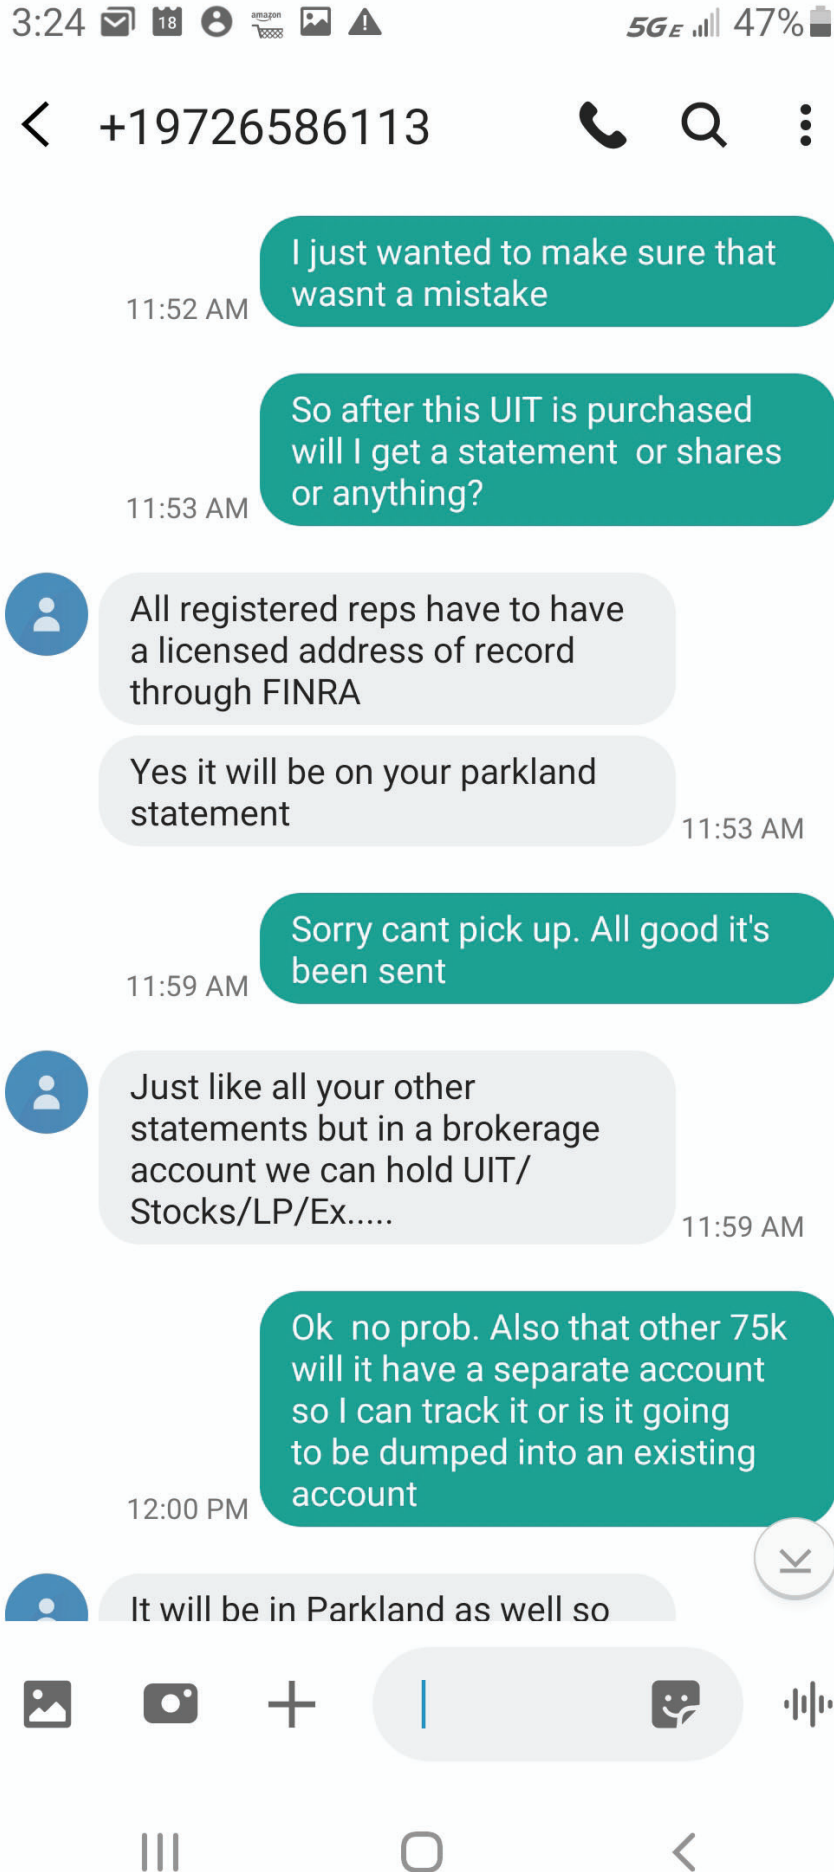 3:24 18 amazon 5GE 47%
+19726586113
I just wanted to make sure that
wasnt a mistake
11:52 AM
So after this UIT is purchased
will I get a statement or shares
or anything?
11:53 AM
All registered reps have to have
a licensed address of record
through FINRA
Yes it will be on your parkland
statement
11:53 AM
Sorry cant pick up. All good it's
been sent
11:59 AM
Just like all your other
statements but in a brokerage
account we can hold UIT/
Stocks/LP/Ex.....
11:59 AM
Ok no prob. Also that other 75k
will it have a separate account
so I can track it or is it going
to be dumped into an existing
account
12:00 PM
It will be in Parkland as well so